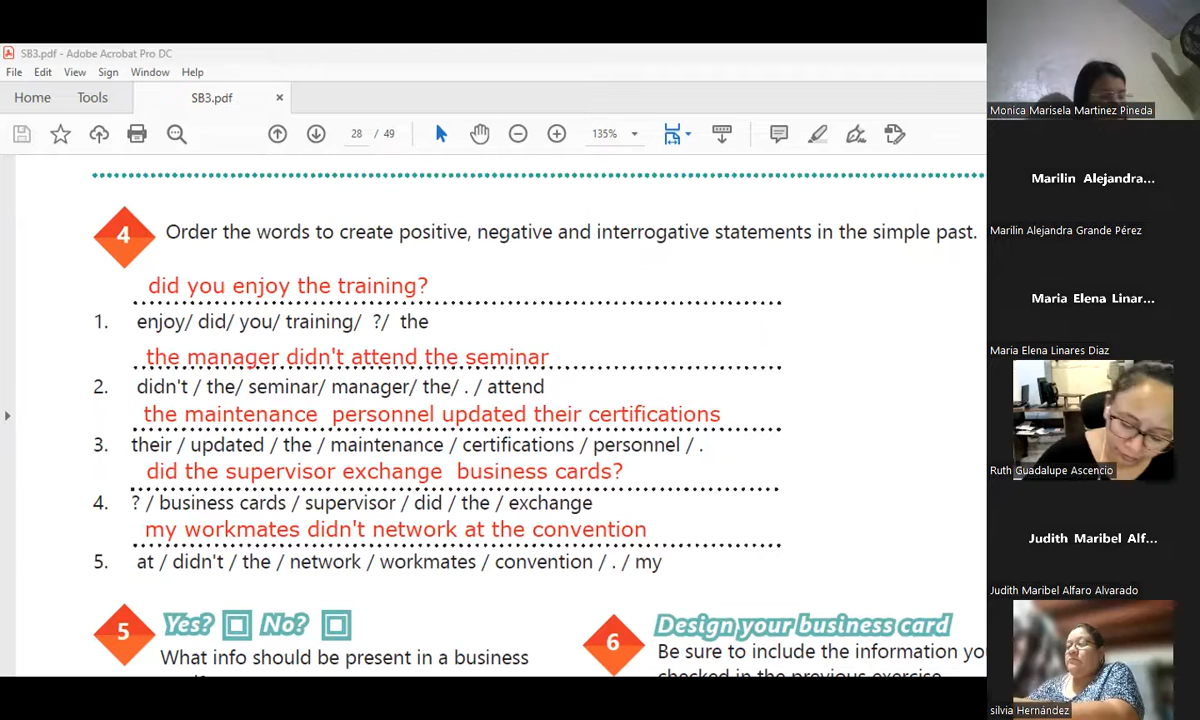 SB3.pdf - Adobe Acrobat Pro DC
File Edit View Sign Window Help
Home Tools SB3.pdf ×
28 / 49 135%
4 Order the words to create positive, negative and interrogative statements in the simple past.
did you enjoy the training?
1. enjoy/ did/ you/ training/ ?/ the
the manager didn't attend the seminar
2. didn't / the/ seminar/ manager/ the/ . / attend
the maintenance personnel updated their certifications
3. their / updated / the / maintenance / certifications / personnel / .
did the supervisor exchange business cards?
4. ? / business cards / supervisor / did / the / exchange
my workmates didn't network at the convention
5. at / didn't / the / network / workmates / convention / . / my
5 Yes? No?
What info should be present in a business
6 Design your business card
Be sure to include the information you
checked in the previous exercise
Monica Marisela Martinez Pineda
Marilin Alejandra...
Marilin Alejandra Grande Pérez
Maria Elena Linar...
Maria Elena Linares Diaz
Ruth Guadalupe Ascencio
Judith Maribel Alf...
Judith Maribel Alfaro Alvarado
silvia Hernández